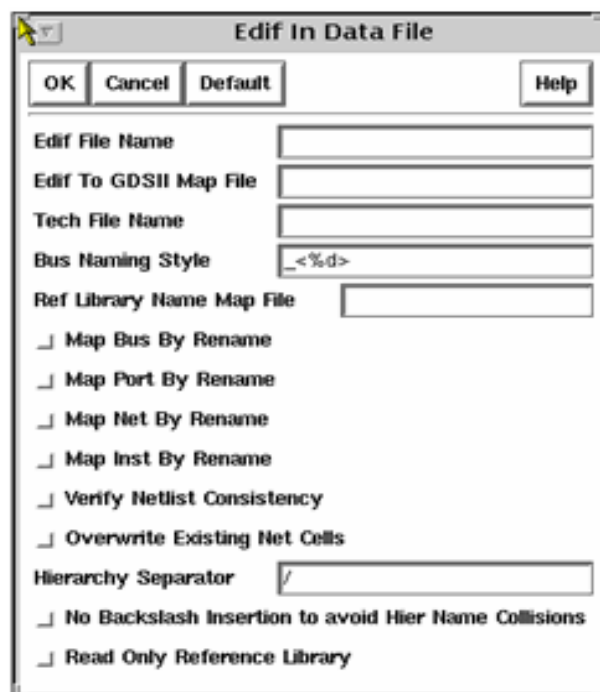 Edif In Data File
OK Cancel Default Help
Edif File Name
Edif To GDSII Map File
Tech File Name
Bus Naming Style _<%d>
Ref Library Name Map File
Map Bus By Rename
Map Port By Rename
Map Net By Rename
Map Inst By Rename
Verify Netlist Consistency
Overwrite Existing Net Cells
Hierarchy Separator /
No Backslash Insertion to avoid Hier Name Collisions
Read Only Reference Library